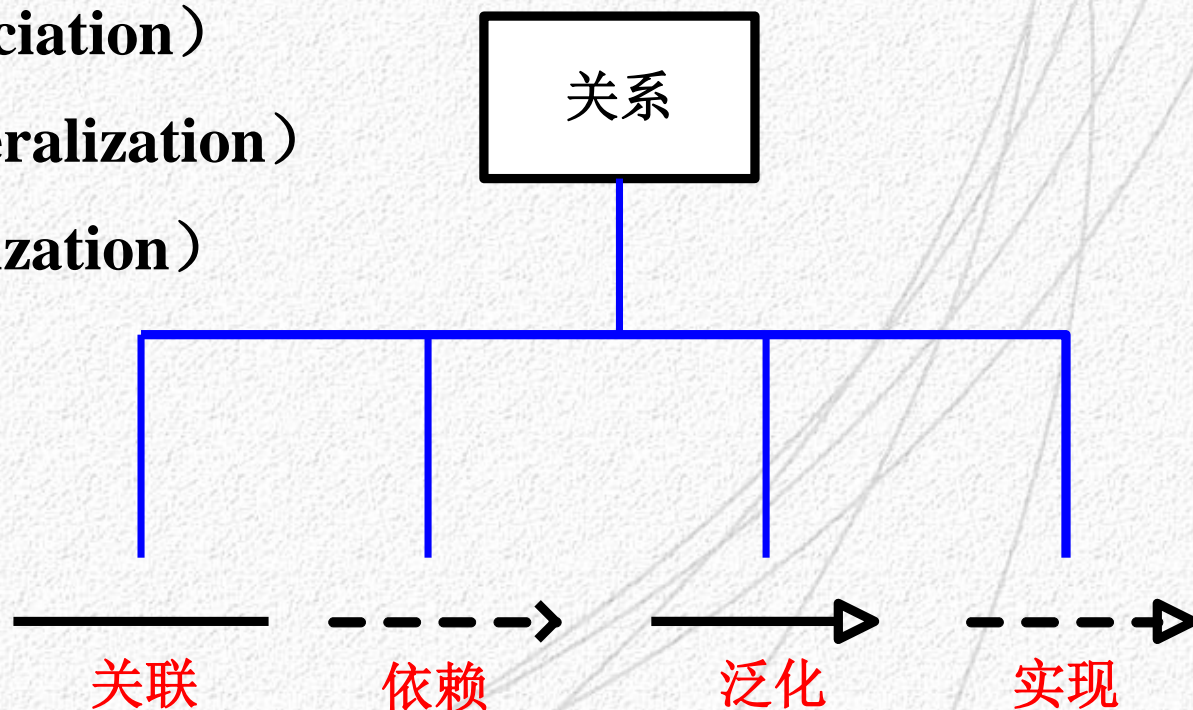 ciation）
eralization）
ization）
关系
关联
依赖
泛化
实现